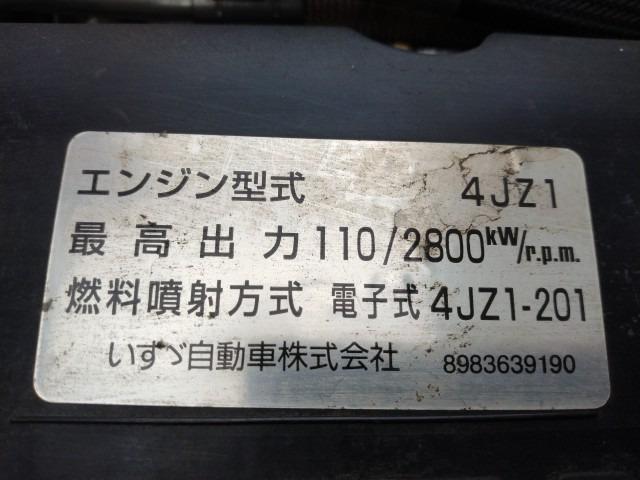 エンジン型式 4JZ1
最高出力 110/2800kW/r.p.m.
燃料噴射方式 電子式 4JZ1-201
いすゞ自動車株式会社 8983639190